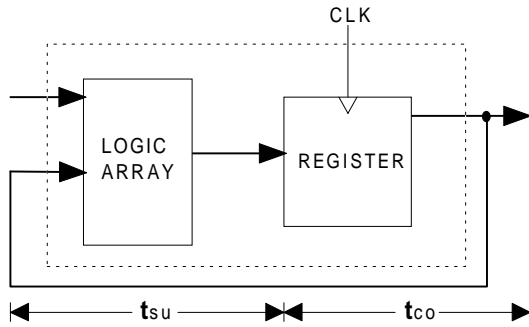 CLK
LOGIC
ARRAY
REGISTER
tsu
tco